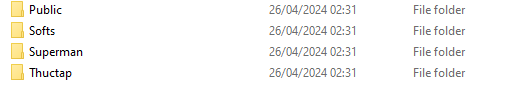 Public 26/04/2024 02:31 File folder
Softs 26/04/2024 02:31 File folder
Superman 26/04/2024 02:31 File folder
Thuctap 26/04/2024 02:31 File folder